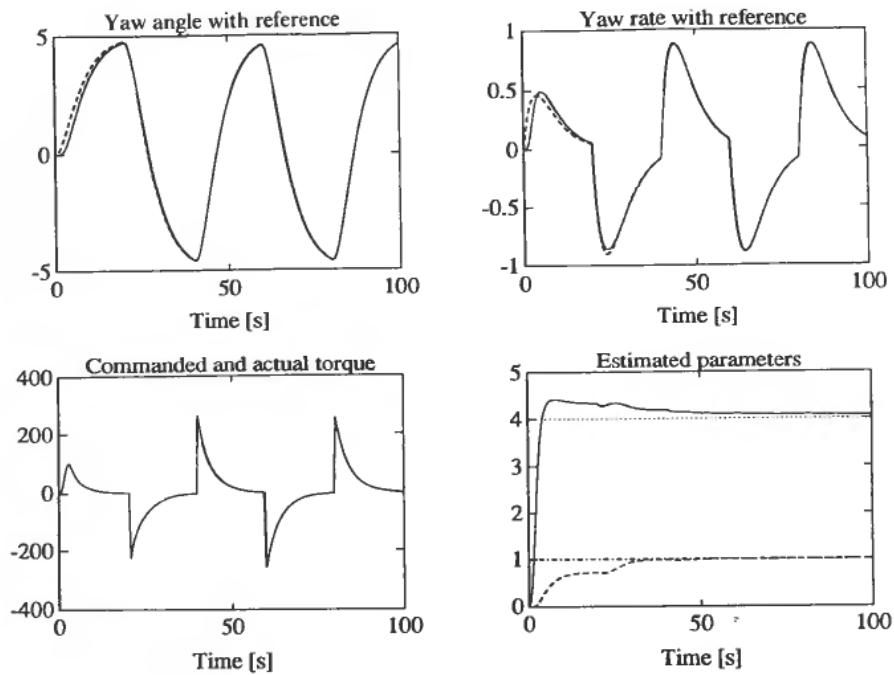 Yaw angle with reference
5
0
-5
0 50 100
Time [s]
Yaw rate with reference
1
0.5
0
-0.5
-1
0 50 100
Time [s]
Commanded and actual torque
400
200
0
-200
-400
0 50 100
Time [s]
Estimated parameters
5
4
3
2
1
0
0 50 100
Time [s]